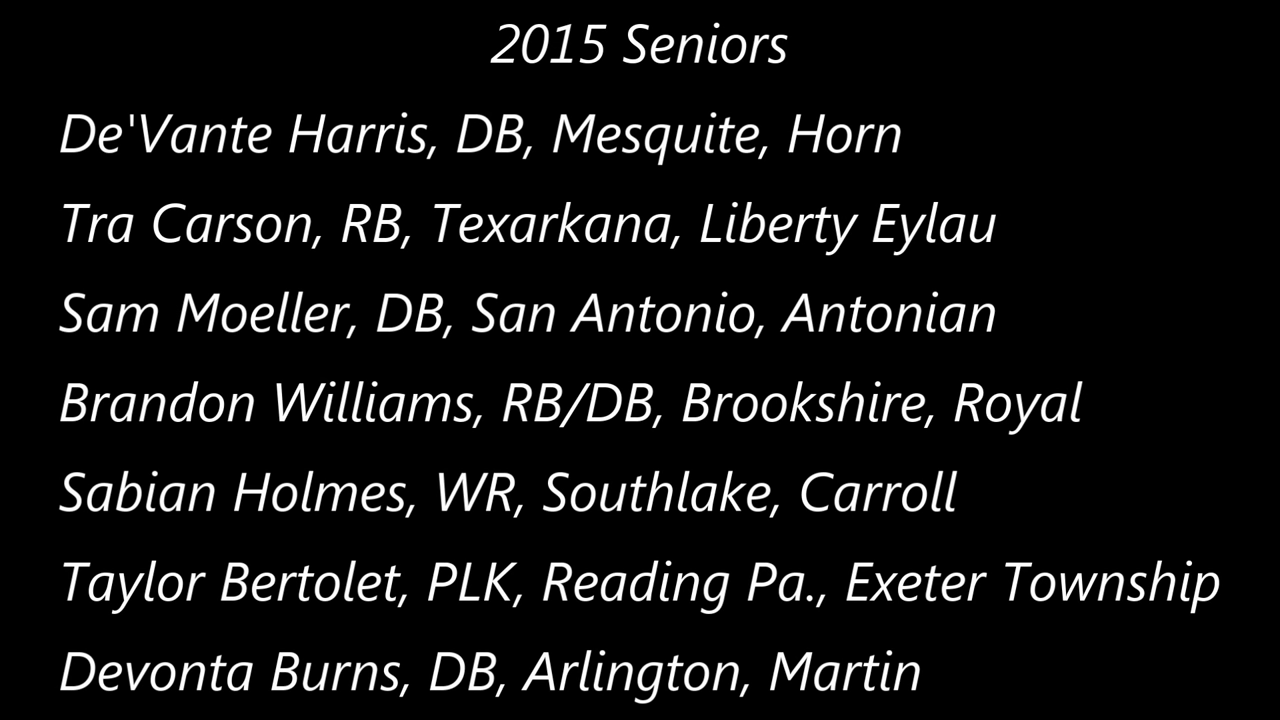 2015 Seniors
De'Vante Harris, DB, Mesquite, Horn
Tra Carson, RB, Texarkana, Liberty Eylau
Sam Moeller, DB, San Antonio, Antonian
Brandon Williams, RB/DB, Brookshire, Royal
Sabian Holmes, WR, Southlake, Carroll
Taylor Bertolet, PLK, Reading Pa., Exeter Township
Devonta Burns, DB, Arlington, Martin